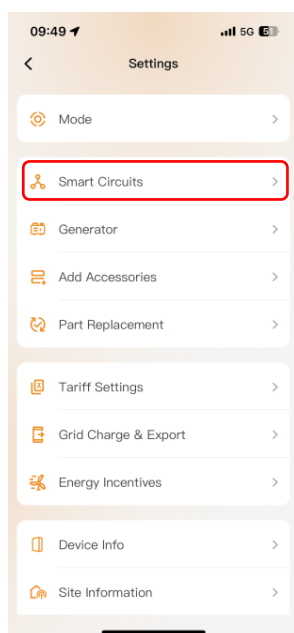 09:49 5G 5
Settings
Mode
Smart Circuits
Generator
Add Accessories
Part Replacement
Tariff Settings
Grid Charge & Export
Energy Incentives
Device Info
Site Information